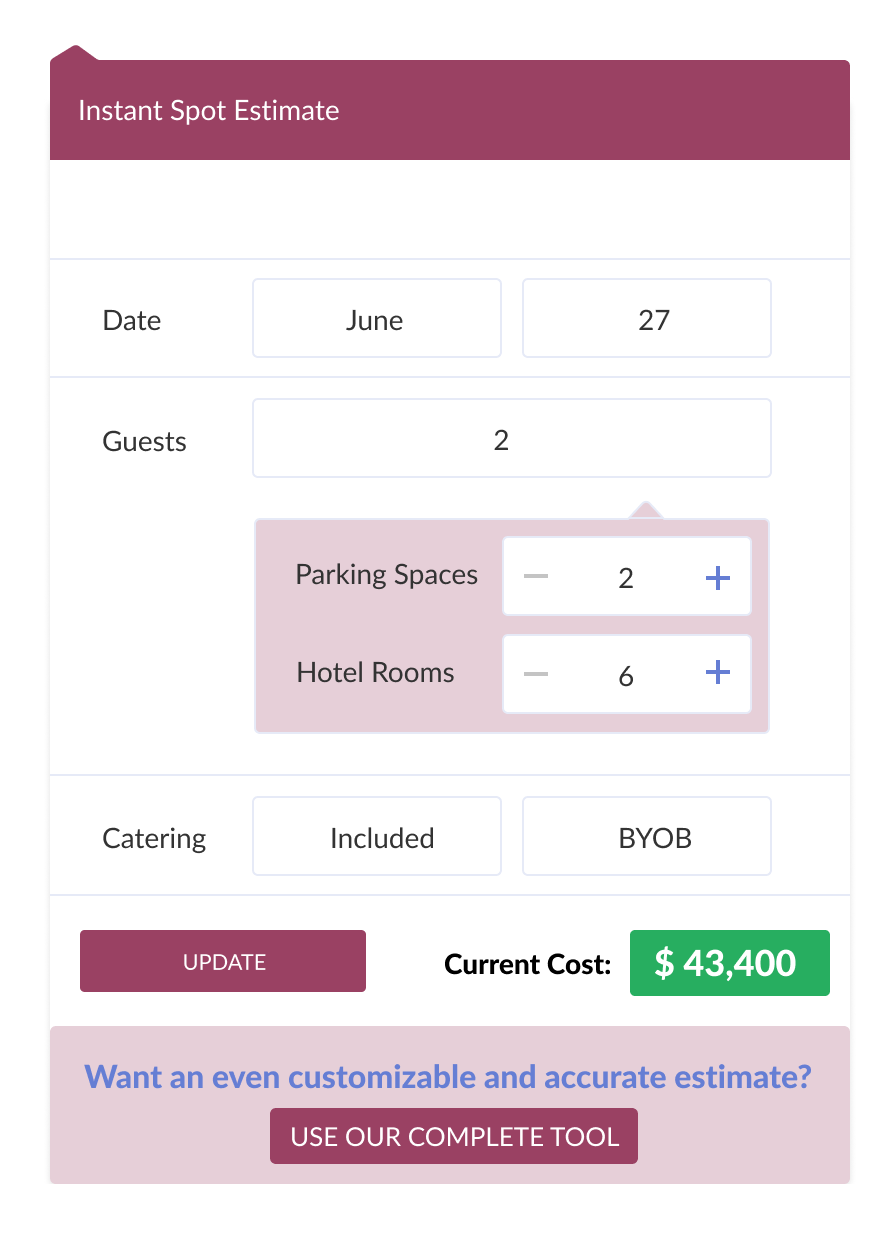 Instant Spot Estimate
Date June 27
Guests 2
Parking Spaces − 2 +
Hotel Rooms − 6 +
Catering Included BYOB
UPDATE Current Cost: $ 43,400
Want an even customizable and accurate estimate?
USE OUR COMPLETE TOOL